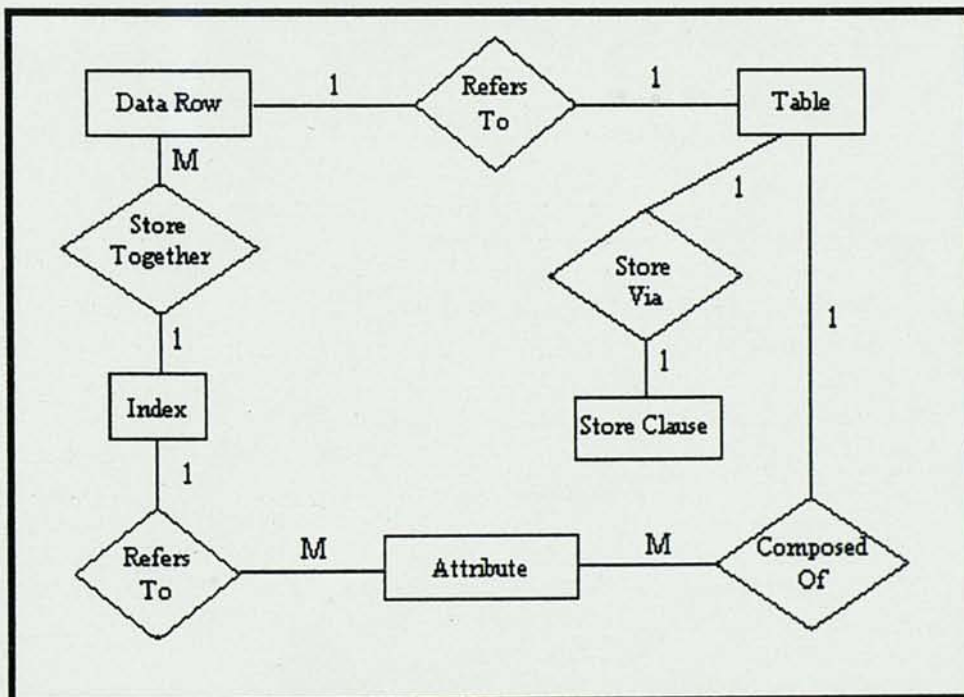 Data Row
1
Refers
To
1
Table
M
1
Store
Together
Store
Via
1
1
1
Index
Store Clause
1
Refers
To
M
Attribute
M
Composed
Of